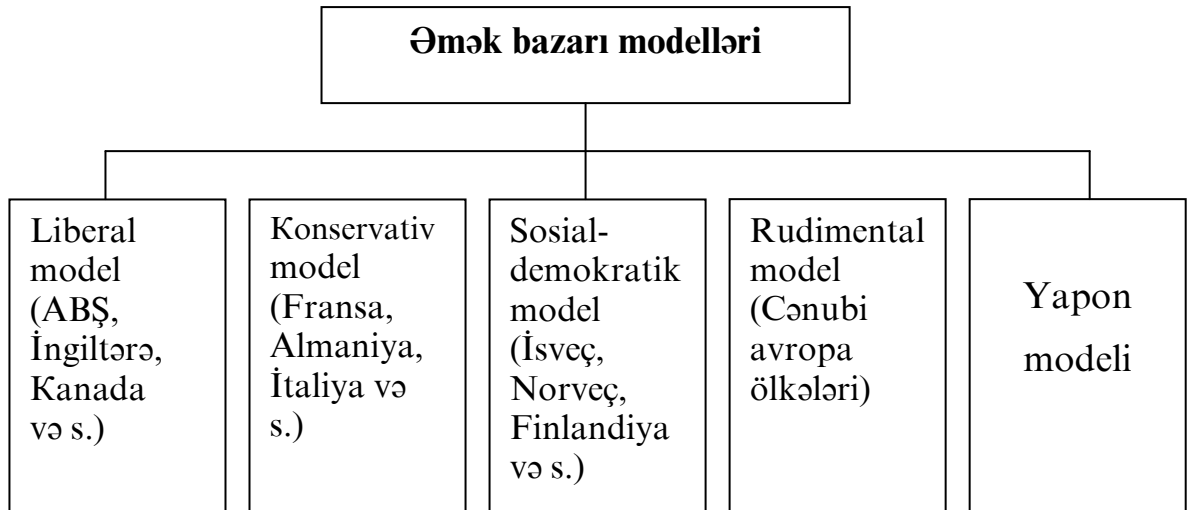 Əmək bazarı modelləri
Liberal
model
(ABŞ,
İngiltərə,
Kanada
və s.)
Konservativ
model
(Fransa,
Almaniya,
İtaliya və
s.)
Sosial-
demokratik
model
(İsveç,
Norveç,
Finlandiya
və s.)
Rudimental
model
(Cənubi
avropa
ölkələri)
Yapon
modeli